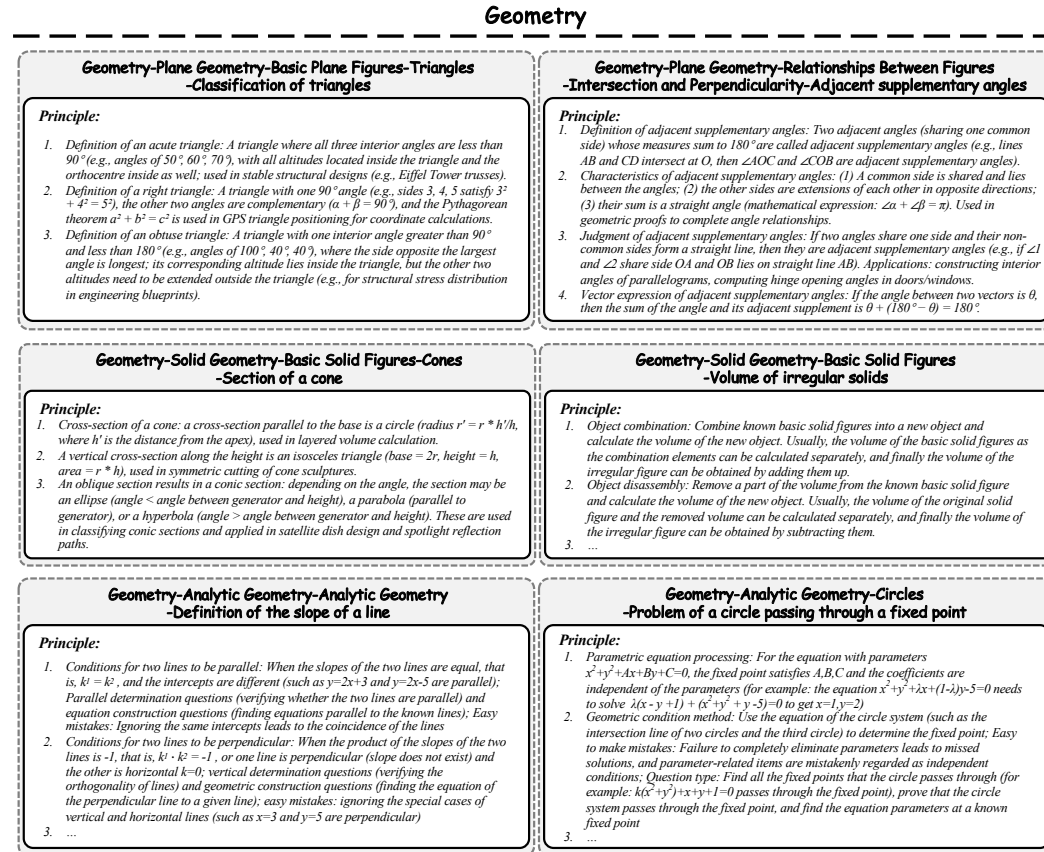 Geometry
Geometry-Plane Geometry-Basic Plane Figures-Triangles
-Classification of triangles
Principle:
1. Definition of an acute triangle: A triangle where all three interior angles are less than
90° (e.g., angles of 50°, 60°, 70°), with all altitudes located inside the triangle and the
orthocentre inside as well; used in stable structural designs (e.g., Eiffel Tower trusses).
2. Definition of a right triangle: A triangle with one 90° angle (e.g., sides 3, 4, 5 satisfy 3²
+ 4² = 5²), the other two angles are complementary (α + β = 90°), and the Pythagorean
theorem a² + b² = c² is used in GPS triangle positioning for coordinate calculations.
3. Definition of an obtuse triangle: A triangle with one interior angle greater than 90°
and less than 180° (e.g., angles of 100°, 40°, 40°), where the side opposite the largest
angle is longest; its corresponding altitude lies inside the triangle, but the other two
altitudes need to be extended outside the triangle (e.g., for structural stress distribution
in engineering blueprints).
Geometry-Plane Geometry-Relationships Between Figures
-Intersection and Perpendicularity-Adjacent supplementary angles
Principle:
1. Definition of adjacent supplementary angles: Two adjacent angles (sharing one common
side) whose measures sum to 180° are called adjacent supplementary angles (e.g., lines
AB and CD intersect at O, then ∠AOC and ∠COB are adjacent supplementary angles).
2. Characteristics of adjacent supplementary angles: (1) A common side is shared and lies
between the angles; (2) the other sides are extensions of each other in opposite directions;
(3) their sum is a straight angle (mathematical expression: ∠α + ∠β = π). Used in
geometric proofs to complete angle relationships.
3. Judgment of adjacent supplementary angles: If two angles share one side and their non-
common sides form a straight line, then they are adjacent supplementary angles (e.g., if ∠1
and ∠2 share side OA and OB lies on straight line AB). Applications: constructing interior
angles of parallelograms, computing hinge opening angles in doors/windows.
4. Vector expression of adjacent supplementary angles: If the angle between two vectors is θ,
then the sum of the angle and its adjacent supplement is θ + (180° − θ) = 180°.
Geometry-Solid Geometry-Basic Solid Figures-Cones
-Section of a cone
Principle:
1. Cross-section of a cone: a cross-section parallel to the base is a circle (radius r' = r * h'/h,
where h' is the distance from the apex), used in layered volume calculation.
2. A vertical cross-section along the height is an isosceles triangle (base = 2r, height = h,
area = r * h), used in symmetric cutting of cone sculptures.
3. An oblique section results in a conic section: depending on the angle, the section may be
an ellipse (angle < angle between generator and height), a parabola (parallel to
generator), or a hyperbola (angle > angle between generator and height). These are used
in classifying conic sections and applied in satellite dish design and spotlight reflection
paths.
Geometry-Solid Geometry-Basic Solid Figures
-Volume of irregular solids
Principle:
1. Object combination: Combine known basic solid figures into a new object and
calculate the volume of the new object. Usually, the volume of the basic solid figures as
the combination elements can be calculated separately, and finally the volume of the
irregular figure can be obtained by adding them up.
2. Object disassembly: Remove a part of the volume from the known basic solid figure
and calculate the volume of the new object. Usually, the volume of the original solid
figure and the removed volume can be calculated separately, and finally the volume of
the irregular figure can be obtained by subtracting them.
3. ...
Geometry-Analytic Geometry-Analytic Geometry
-Definition of the slope of a line
Principle:
1. Conditions for two lines to be parallel: When the slopes of the two lines are equal, that
is, k¹ = k² , and the intercepts are different (such as y=2x+3 and y=2x-5 are parallel);
Parallel determination questions (verifying whether the two lines are parallel) and
equation construction questions (finding equations parallel to the known lines); Easy
mistakes: Ignoring the same intercepts leads to the coincidence of the lines
2. Conditions for two lines to be perpendicular: When the product of the slopes of the two
lines is -1, that is, k¹ · k² = -1 , or one line is perpendicular (slope does not exist) and
the other is horizontal k=0; vertical determination questions (verifying the
orthogonality of lines) and geometric construction questions (finding the equation of
the perpendicular line to a given line); easy mistakes: ignoring the special cases of
vertical and horizontal lines (such as x=3 and y=5 are perpendicular)
3. ...
Geometry-Analytic Geometry-Circles
-Problem of a circle passing through a fixed point
Principle:
1. Parametric equation processing: For the equation with parameters
x²+y²+Ax+By+C=0, the fixed point satisfies A,B,C and the coefficients are
independent of the parameters (for example: the equation x²+y²+λx+(1-λ)y-5=0 needs
to solve λ(x - y +1) + (x²+y² + y -5)=0 to get x=1,y=2)
2. Geometric condition method: Use the equation of the circle system (such as the
intersection line of two circles and the third circle) to determine the fixed point; Easy
to make mistakes: Failure to completely eliminate parameters leads to missed
solutions, and parameter-related items are mistakenly regarded as independent
conditions; Question type: Find all the fixed points that the circle passes through (for
example: k(x²+y²)+x+y+1=0 passes through the fixed point), prove that the circle
system passes through the fixed point, and find the equation parameters at a known
fixed point
3. ...